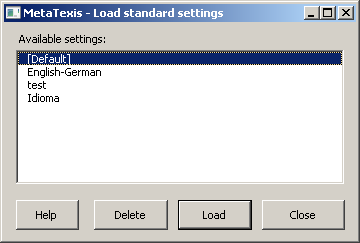 MetaTexis - Load standard settings
Available settings:
[Default]
English-German
test
Idioma
Help Delete Load Close